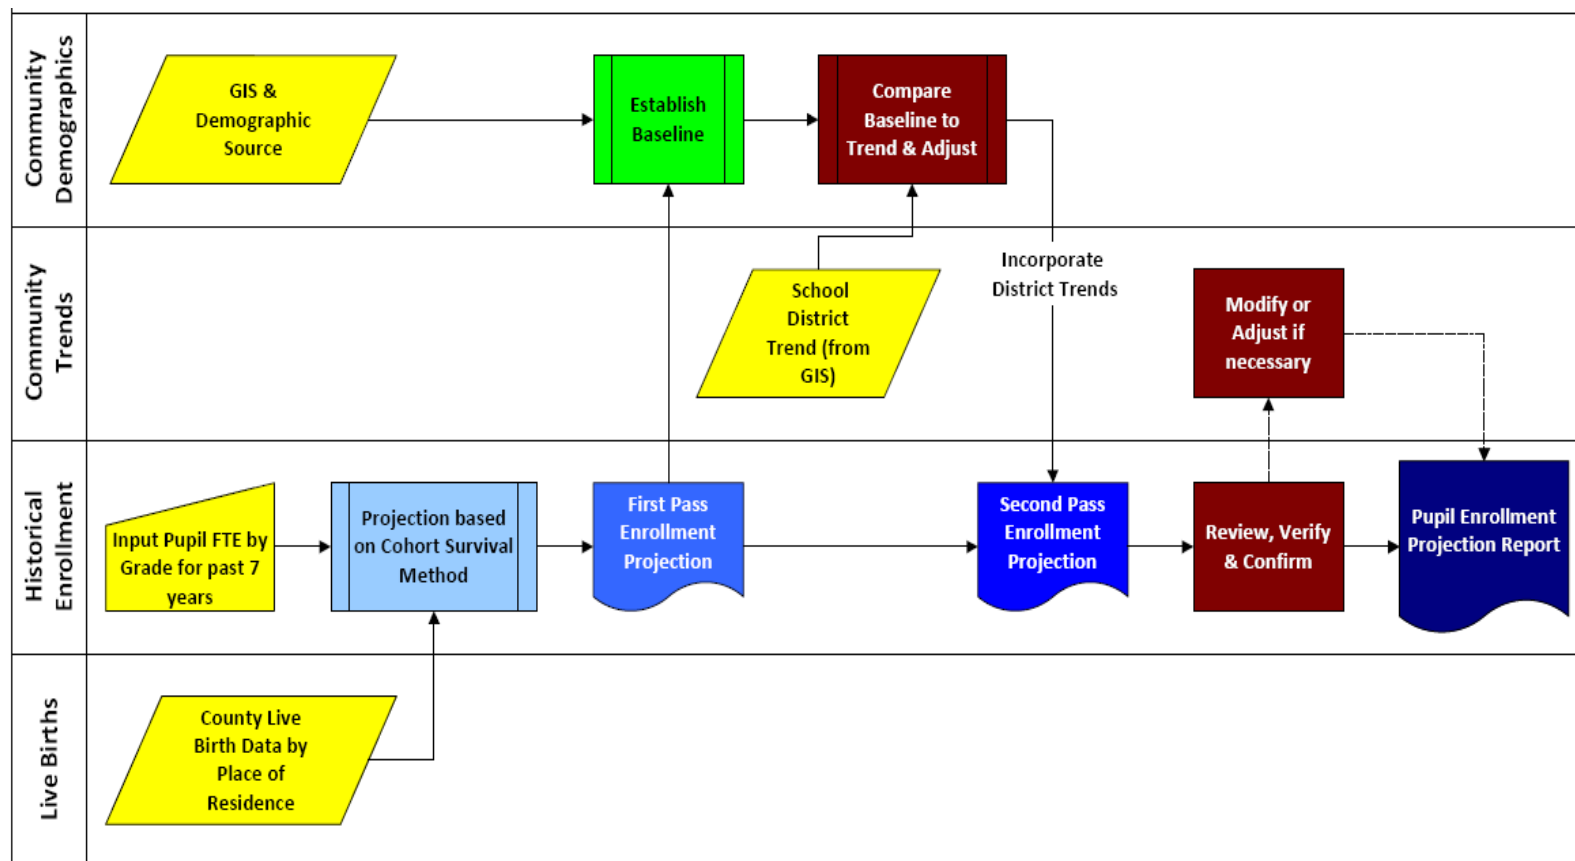 Community
Demographics
GIS &
Demographic
Source
Establish
Baseline
Compare
Baseline to
Trend & Adjust
Community
Trends
School
District
Trend (from
GIS)
Incorporate
District Trends
Modify or
Adjust if
necessary
Historical
Enrollment
Input Pupil FTE by
Grade for past 7
years
Projection based
on Cohort Survival
Method
First Pass
Enrollment
Projection
Second Pass
Enrollment
Projection
Review, Verify
& Confirm
Pupil Enrollment
Projection Report
Live Births
County Live
Birth Data by
Place of
Residence